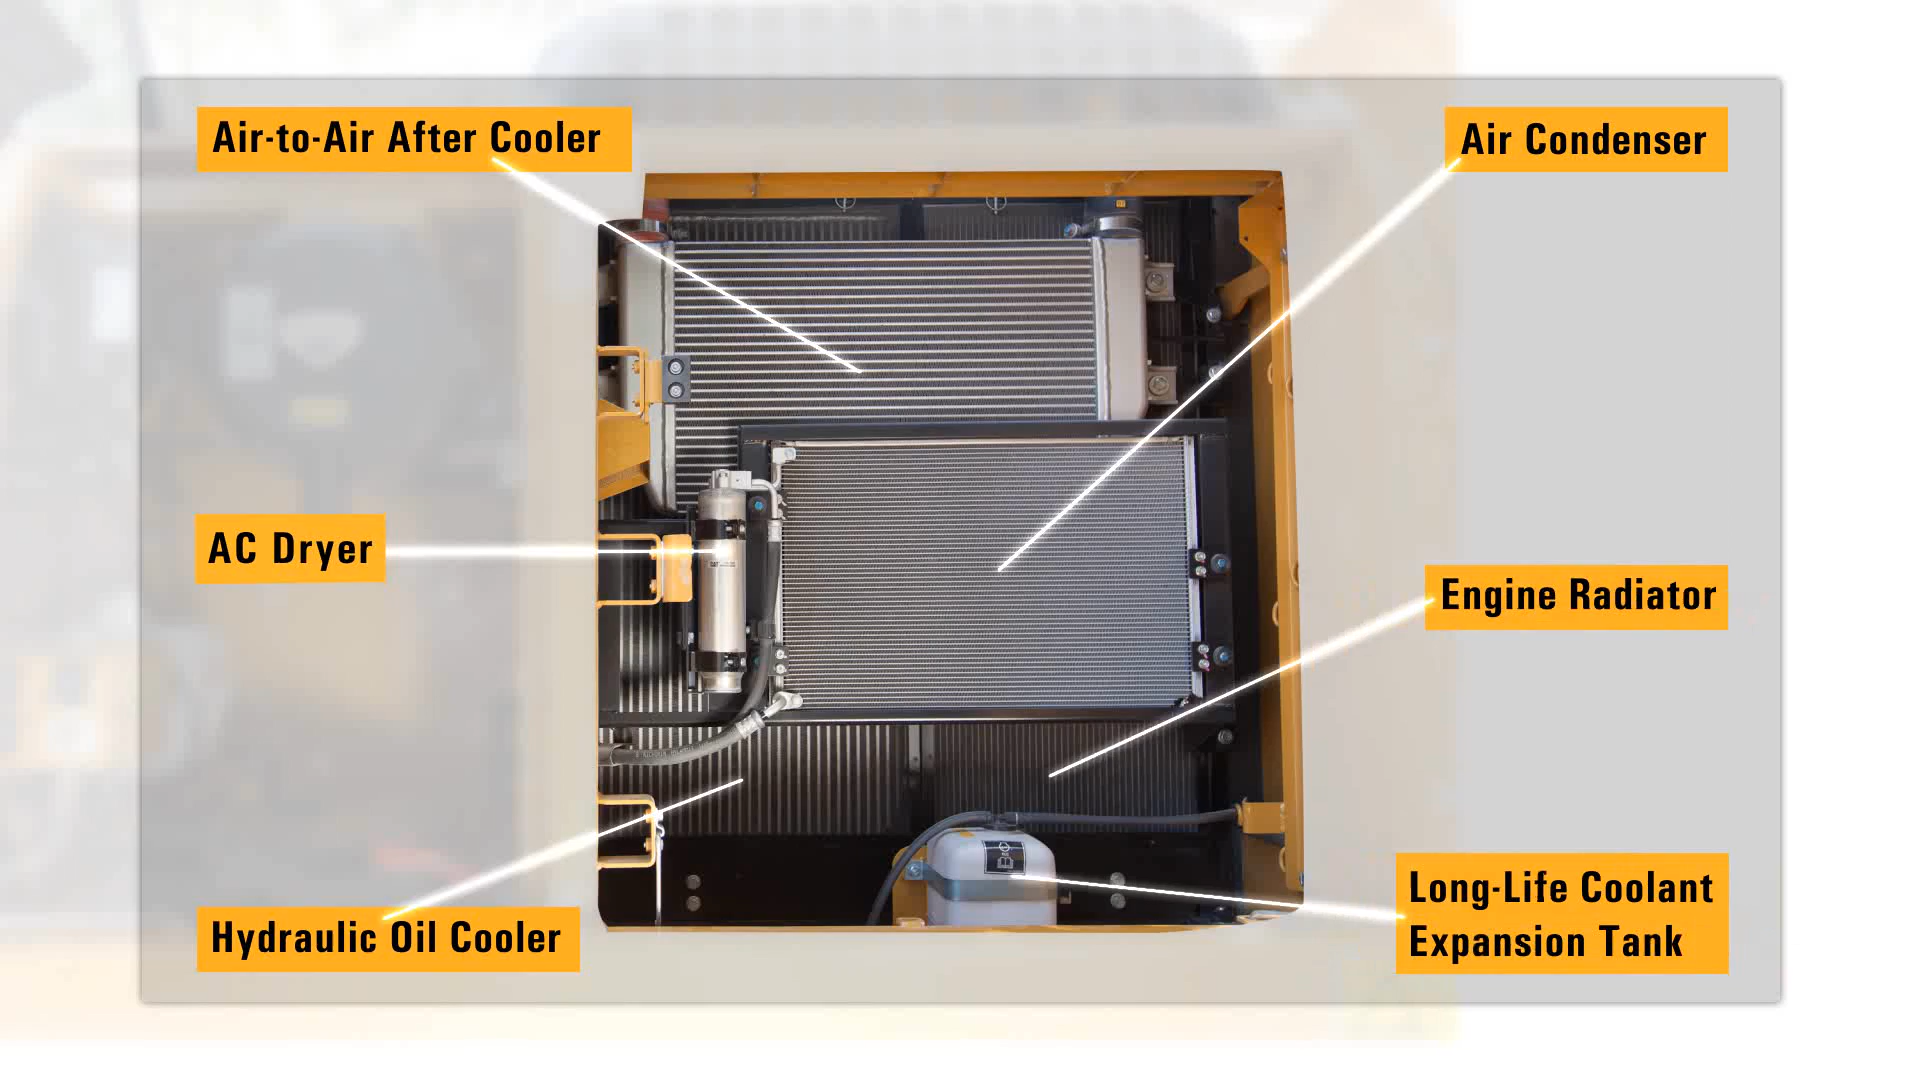 Air-to-Air After Cooler
Air Condenser
AC Dryer
Engine Radiator
Hydraulic Oil Cooler
Long-Life Coolant
Expansion Tank